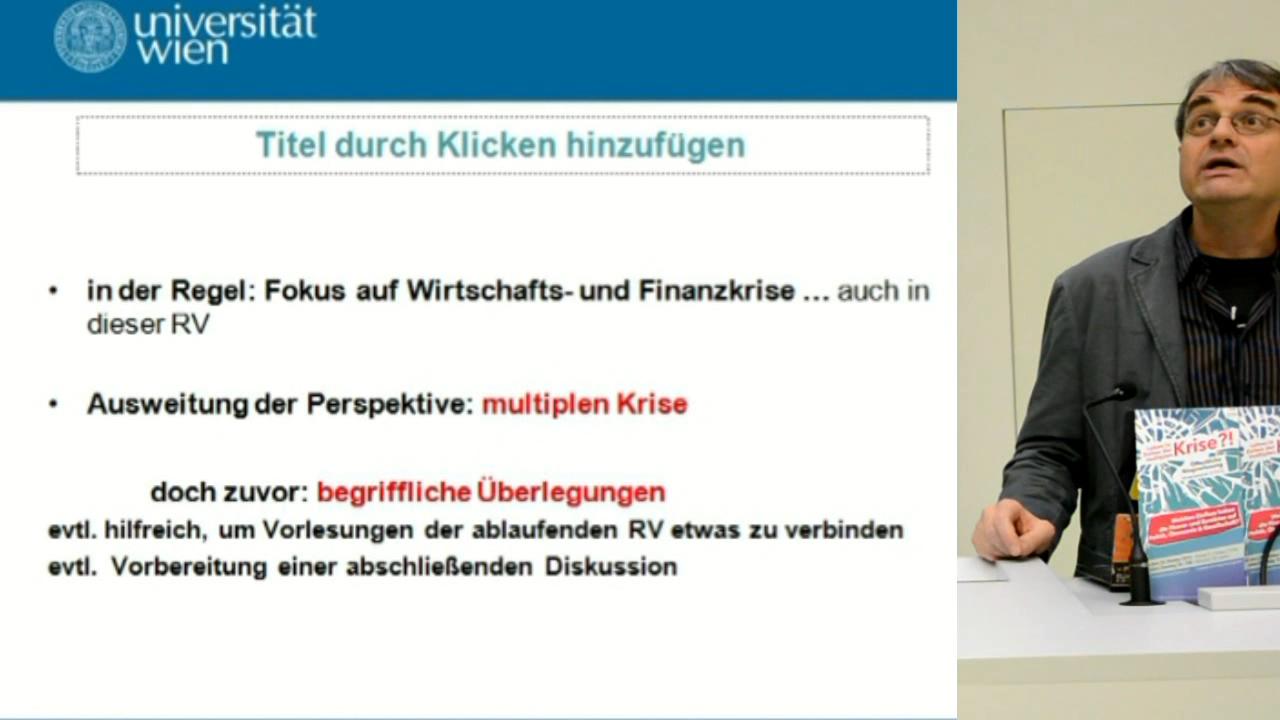 universität
wien
Titel durch Klicken hinzufügen
• in der Regel: Fokus auf Wirtschafts- und Finanzkrise ... auch in
dieser RV
• Ausweitung der Perspektive: multiplen Krise
doch zuvor: begriffliche Überlegungen
evtl. hilfreich, um Vorlesungen der ablaufenden RV etwas zu verbinden
evtl. Vorbereitung einer abschließenden Diskussion
Krise?!